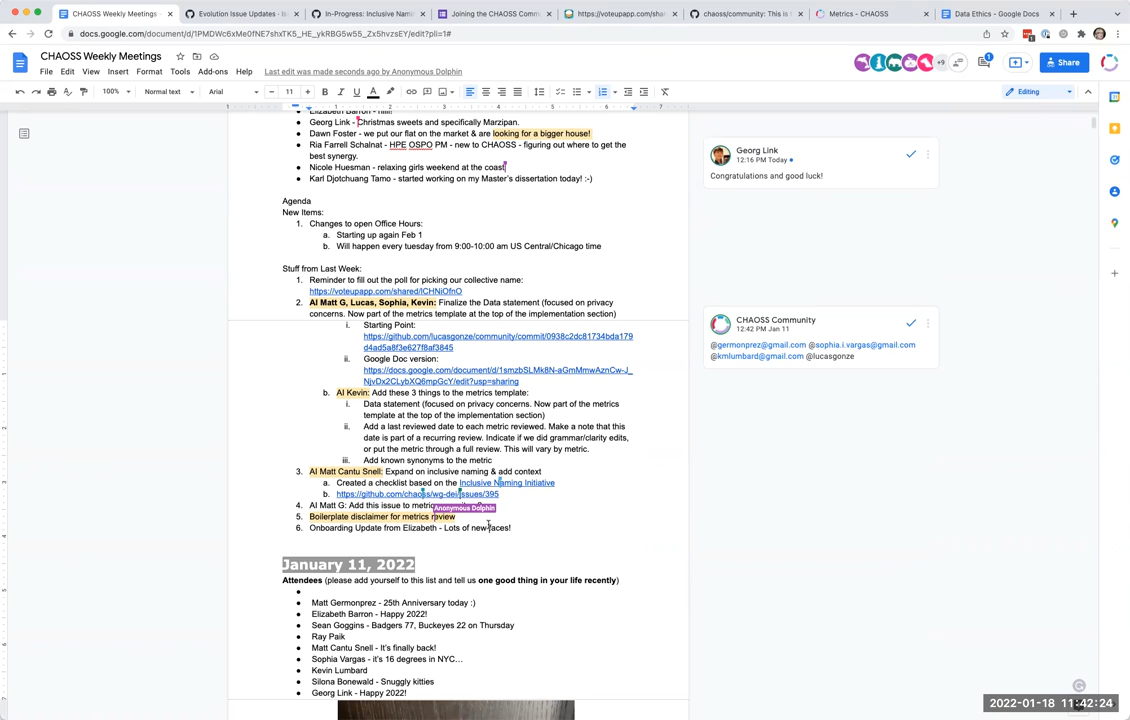 CHAOSS Weekly Meetings -
Evolution Issue Updates · Is
In-Progress: Inclusive Nami
Joining the CHAOSS Comm
https://voteupapp.com/shar
chaoss/community: This is t
Metrics - CHAOSS
Data Ethics - Google Docs
docs.google.com/document/d/1PMDWc6xMe0fNE7shxTK5_HE_ykRBG5w55_Zx5hvzsEY/edit?pli=1#
CHAOSS Weekly Meetings
File Edit View Insert Format Tools Add-ons Help Last edit was made seconds ago by Anonymous Dolphin
+9
1
Share
100% Normal text Arial 11 Editing
Elizabeth Barron - hiii!!
Georg Link - Christmas sweets and specifically Marzipan.
Dawn Foster - we put our flat on the market & are looking for a bigger house!
Ria Farrell Schalnat - HPE OSPO PM - new to CHAOSS - figuring out where to get the
best synergy.
Nicole Huesman - relaxing girls weekend at the coast
Karl Djotchuang Tamo - started working on my Master's dissertation today! :-)
Agenda
New Items:
1. Changes to open Office Hours:
a. Starting up again Feb 1
b. Will happen every tuesday from 9:00-10:00 am US Central/Chicago time
Stuff from Last Week:
1. Reminder to fill out the poll for picking our collective name:
https://voteupapp.com/shared/ICHNiOfnO
2. AI Matt G, Lucas, Sophia, Kevin: Finalize the Data statement (focused on privacy
concerns. Now part of the metrics template at the top of the implementation section)
i. Starting Point:
https://github.com/lucasgonze/community/commit/0938c2dc81734bda179
d4ad5a8f3e627f8af3845
ii. Google Doc version:
https://docs.google.com/document/d/1smzbSLMk8N-aGmMmwAznCw-J_
NjvDx2CLybXQ6mpGcY/edit?usp=sharing
b. AI Kevin: Add these 3 things to the metrics template:
i. Data statement (focused on privacy concerns. Now part of the metrics
template at the top of the implementation section)
ii. Add a last reviewed date to each metric reviewed. Make a note that this
date is part of a recurring review. Indicate if we did grammar/clarity edits,
or put the metric through a full review. This will vary by metric.
iii. Add known synonyms to the metric
3. AI Matt Cantu Snell: Expand on inclusive naming & add context
a. Created a checklist based on the Inclusive Naming Initiative
b. https://github.com/chaoss/wg-dei/issues/395
4. AI Matt G: Add this issue to metric
Anonymous Dolphin
5. Boilerplate disclaimer for metrics review
6. Onboarding Update from Elizabeth - Lots of new faces!
January 11, 2022
Attendees (please add yourself to this list and tell us one good thing in your life recently)
Matt Germonprez - 25th Anniversary today :)
Elizabeth Barron - Happy 2022!
Sean Goggins - Badgers 77, Buckeyes 22 on Thursday
Ray Paik
Matt Cantu Snell - It's finally back!
Sophia Vargas - it's 16 degrees in NYC...
Kevin Lumbard
Silona Bonewald - Snuggly kitties
Georg Link - Happy 2022!
Georg Link
12:16 PM Today
Congratulations and good luck!
CHAOSS Community
12:42 PM Jan 11
@germonprez@gmail.com @sophia.i.vargas@gmail.com
@kmlumbard@gmail.com @lucasgonze
2022-01-18 11:42:24